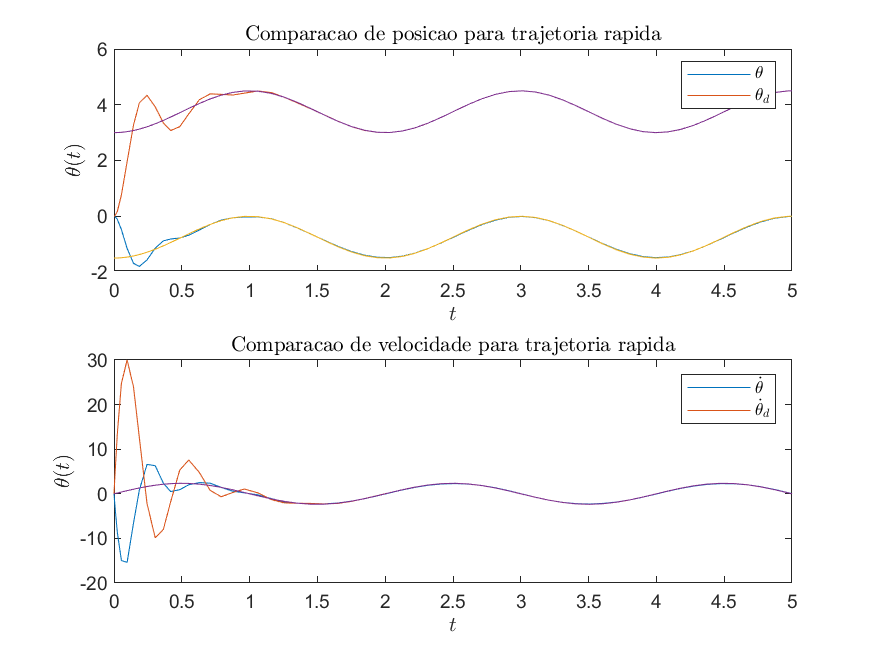 Comparacao de posicao para trajetoria rapida
6
4
2
0
-2
θ(t)
θ
θ_d
0 0.5 1 1.5 2 2.5 3 3.5 4 4.5 5
t
Comparacao de velocidade para trajetoria rapida
30
20
10
0
-10
-20
θ̇(t)
θ̇
θ̇_d
0 0.5 1 1.5 2 2.5 3 3.5 4 4.5 5
t